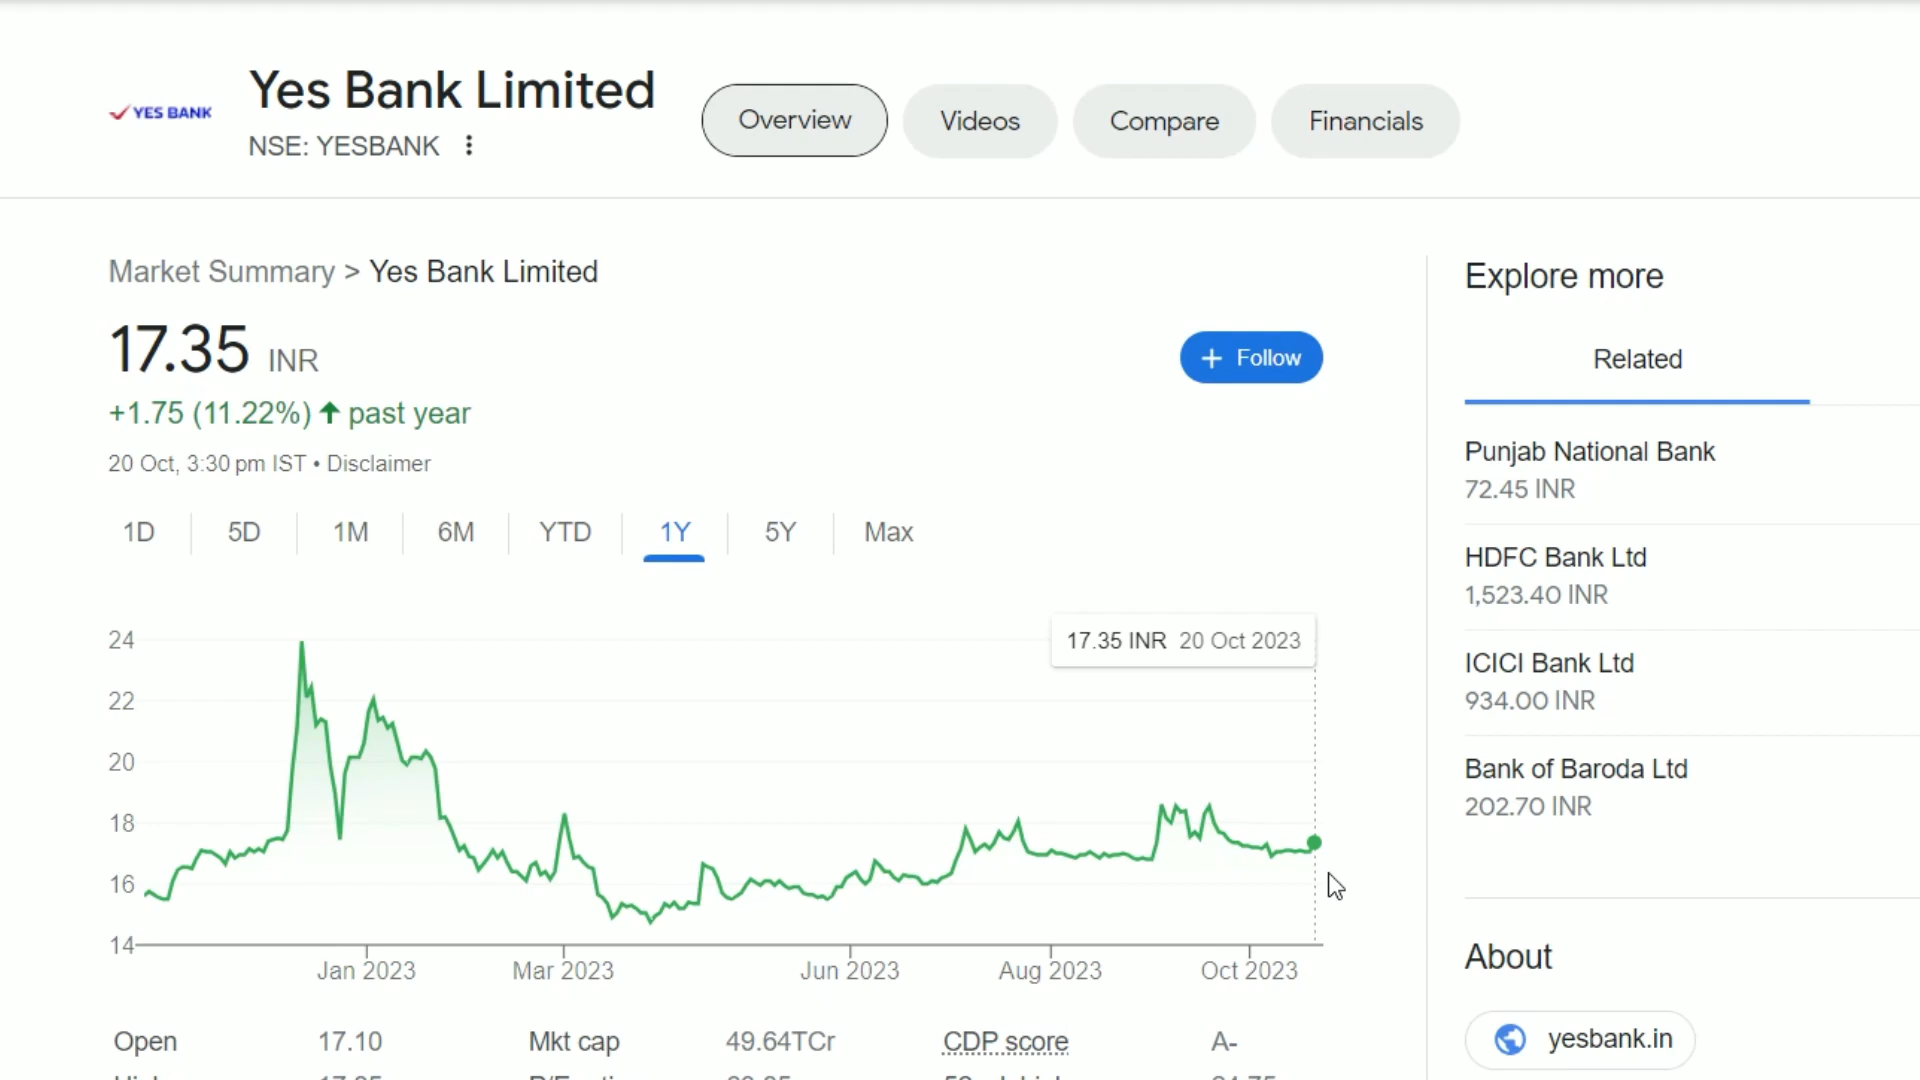 YES BANK
Yes Bank Limited
NSE: YESBANK
Overview
Videos
Compare
Financials
Market Summary > Yes Bank Limited
17.35 INR
+1.75 (11.22%) past year
20 Oct, 3:30 pm IST • Disclaimer
+ Follow
1D
5D
1M
6M
YTD
1Y
5Y
Max
17.35 INR 20 Oct 2023
24
22
20
18
16
14
Jan 2023
Mar 2023
Jun 2023
Aug 2023
Oct 2023
Open 17.10 Mkt cap 49.64TCr CDP score A-
Explore more
Related
Punjab National Bank
72.45 INR
HDFC Bank Ltd
1,523.40 INR
ICICI Bank Ltd
934.00 INR
Bank of Baroda Ltd
202.70 INR
About
yesbank.in